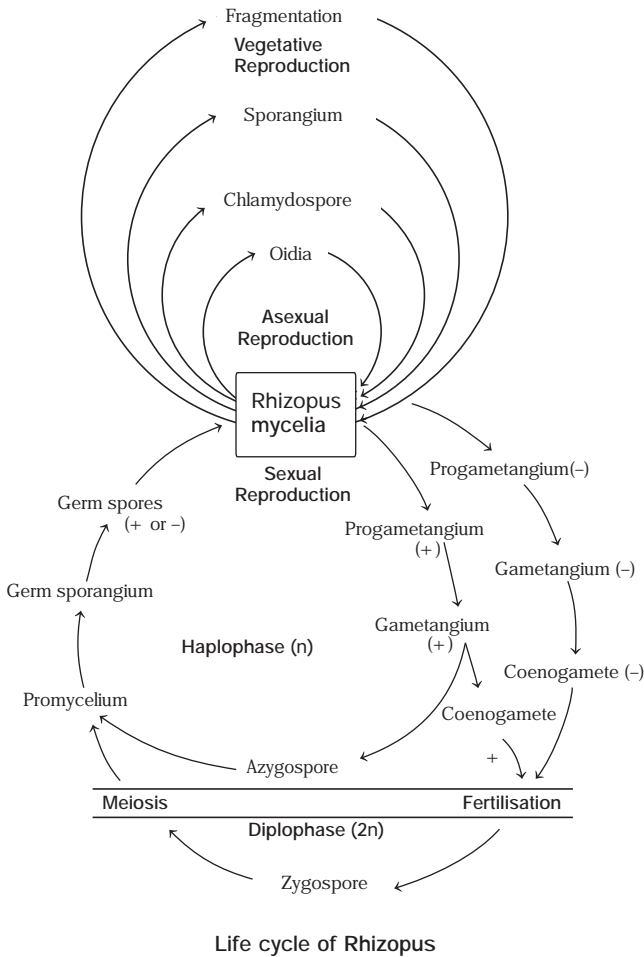 Fragmentation
Vegetative
Reproduction
Sporangium
Chlamydospore
Oidia
Asexual
Reproduction
Rhizopus
mycelia
Sexual
Reproduction
Progametangium(–)
Germ spores
(+ or –)
Progametangium
(+)
Gametangium (–)
Germ sporangium
Gametangium
(+)
Haplophase (n)
Coenogamete (–)
Promycelium
Coenogamete
+
Azygospore
Meiosis
Fertilisation
Diplophase (2n)
Zygospore
Life cycle of Rhizopus